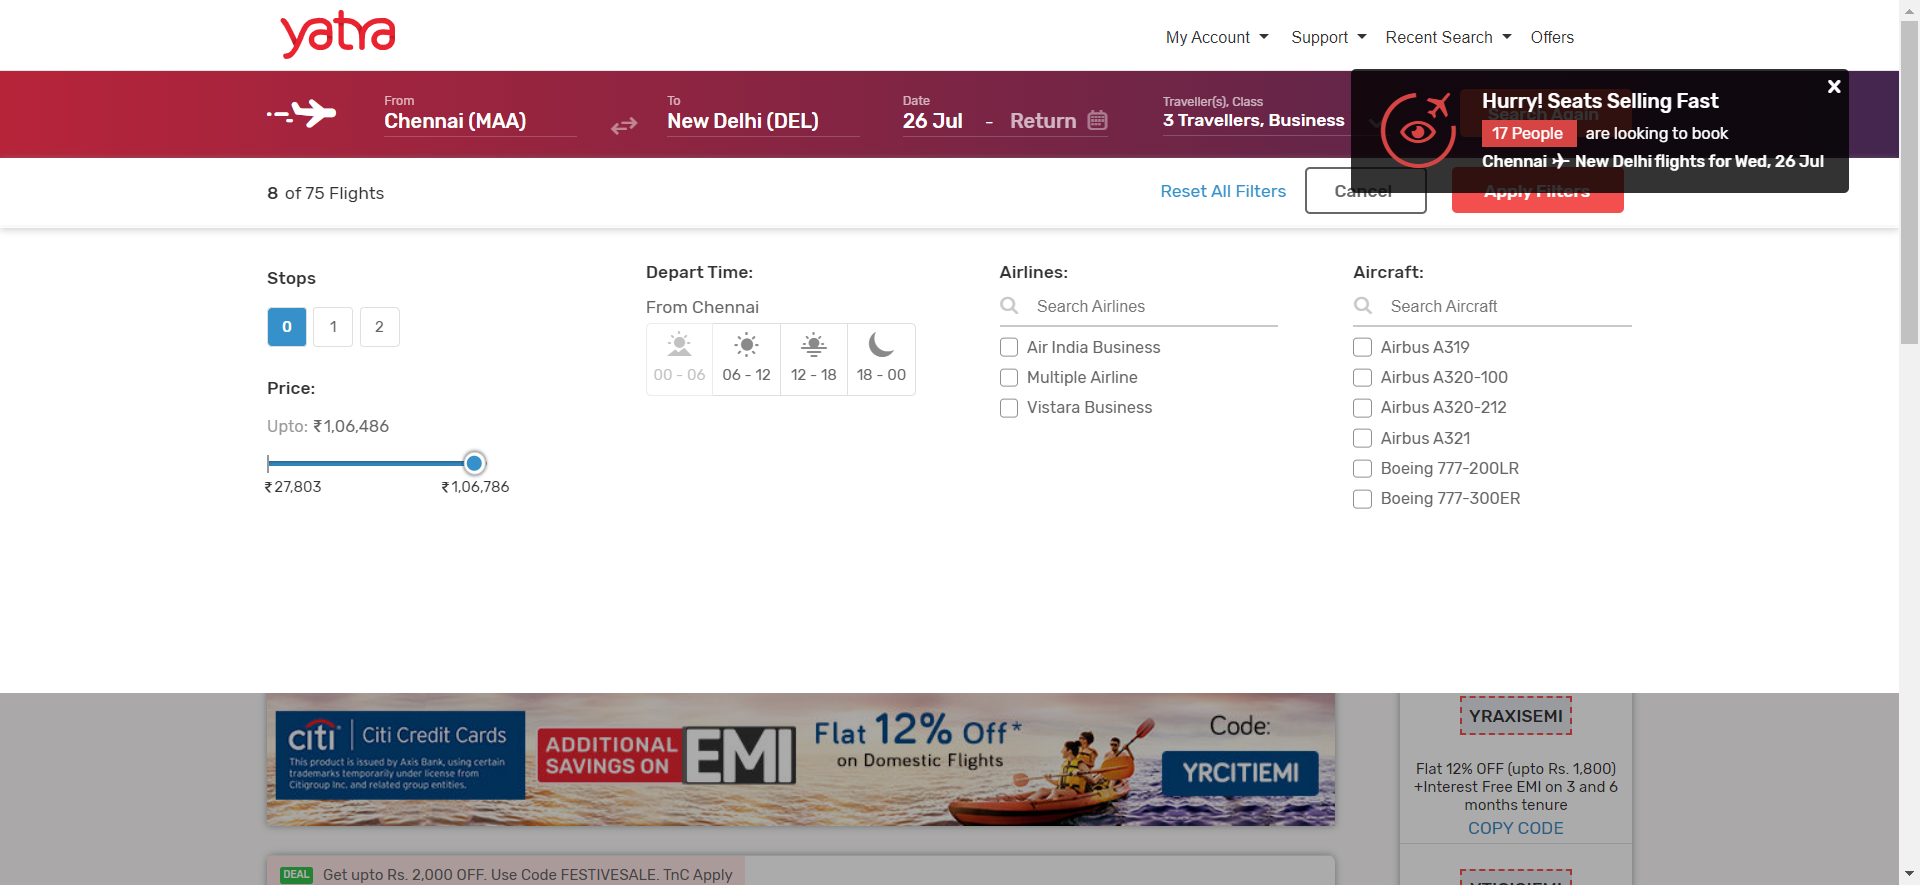 yatra
My Account
Support
Recent Search
Offers
From
Chennai (MAA)
To
New Delhi (DEL)
Date
26 Jul - Return
Traveller(s), Class
3 Travellers, Business
Search Again
Hurry! Seats Selling Fast
17 People are looking to book
Chennai New Delhi flights for Wed, 26 Jul
8 of 75 Flights
Reset All Filters
Cancel
Apply Filters
Stops
0 1 2
Price:
Upto: ₹1,06,486
₹27,803 ₹1,06,786
Depart Time:
From Chennai
00 - 06 06 - 12 12 - 18 18 - 00
Airlines:
Search Airlines
Air India Business
Multiple Airline
Vistara Business
Aircraft:
Search Aircraft
Airbus A319
Airbus A320-100
Airbus A320-212
Airbus A321
Boeing 777-200LR
Boeing 777-300ER
citi Citi Credit Cards
This product is issued by Axis Bank, using certain
trademarks temporarily under license from
Citigroup Inc. and related group entities.
ADDITIONAL
SAVINGS ON
EMI
Flat 12% Off*
on Domestic Flights
Code:
YRCITIEMI
YRAXISEMI
Flat 12% OFF (upto Rs. 1,800)
+Interest Free EMI on 3 and 6
months tenure
COPY CODE
DEAL Get upto Rs. 2,000 OFF. Use Code FESTIVESALE. TnC Apply